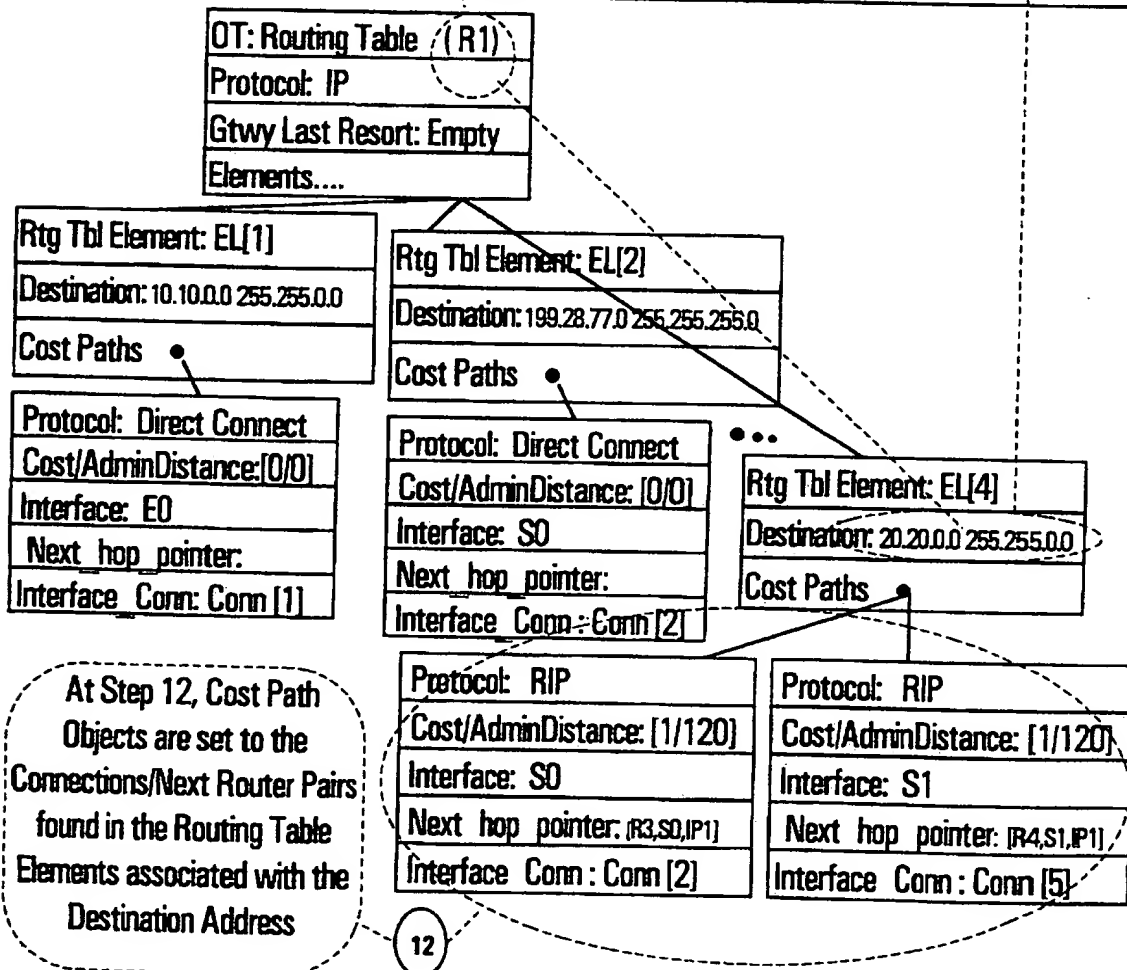 OT: Routing Table (R1)
Protocol: IP
Gtwy Last Resort: Empty
Elements....
Rtg Tbl Element: EL[1]
Destination: 10.10.0.0 255.255.0.0
Cost Paths
Protocol: Direct Connect
Cost/AdminDistance:[0/0]
Interface: E0
Next_hop_pointer:
Interface_Conn: Conn [1]
Rtg Tbl Element: EL[2]
Destination: 199.28.77.0 255.255.255.0
Cost Paths
Protocol: Direct Connect
Cost/AdminDistance: [0/0]
Interface: S0
Next_hop_pointer:
Interface_Conn : Conn [2]
Rtg Tbl Element: EL[4]
Destination: 20.20.0.0 255.255.0.0
Cost Paths
Protocol: RIP
Cost/AdminDistance: [1/120]
Interface: S0
Next hop pointer: [R3,S0,IP1]
Interface Conn : Conn [2]
Protocol: RIP
Cost/AdminDistance: [1/120]
Interface: S1
Next hop pointer: [R4,S1,IP1]
Interface Conn : Conn [5]
At Step 12, Cost Path
Objects are set to the
Connections/Next Router Pairs
found in the Routing Table
Elements associated with the
Destination Address
12